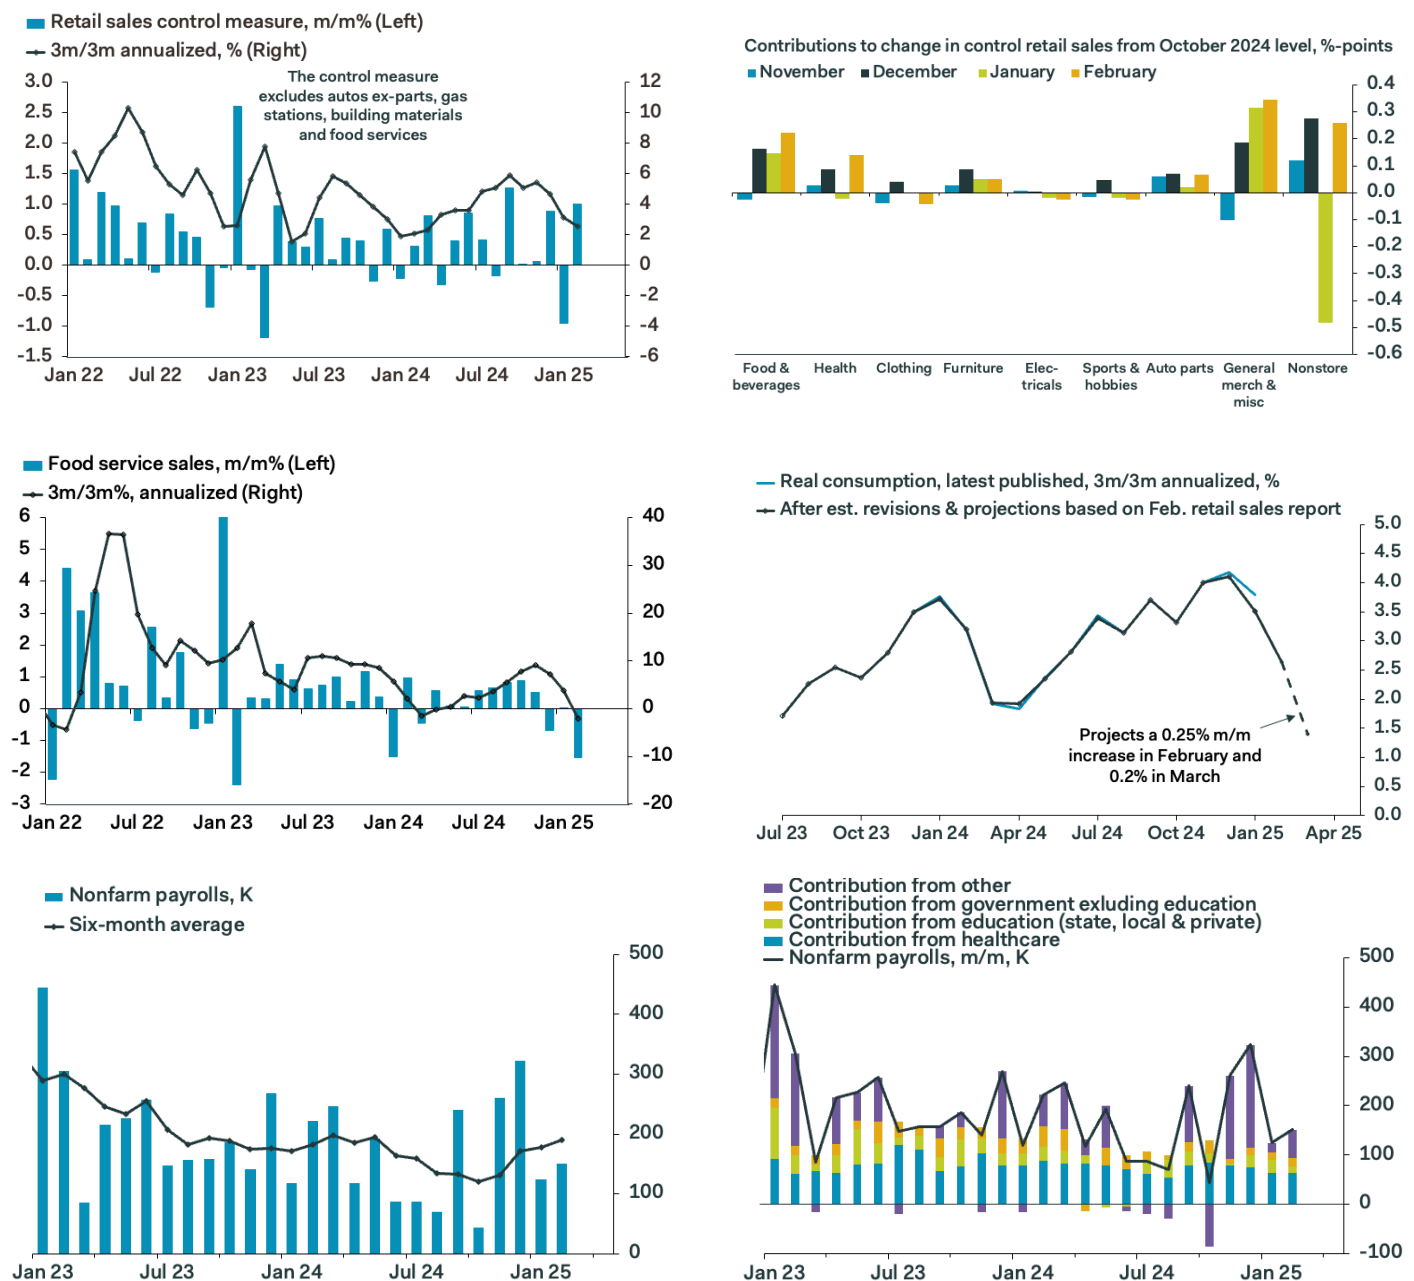 Retail sales control measure, m/m% (Left)
3m/3m annualized, % (Right)
The control measure
excludes autos ex-parts, gas
stations, building materials
and food services
3.0
2.5
2.0
1.5
1.0
0.5
0.0
-0.5
-1.0
-1.5
12
10
8
6
4
2
0
-2
-4
-6
Jan 22 Jul 22 Jan 23 Jul 23 Jan 24 Jul 24 Jan 25
Contributions to change in control retail sales from October 2024 level, %-points
November December January February
0.4
0.3
0.2
0.1
0.0
-0.1
-0.2
-0.3
-0.4
-0.5
-0.6
Food &
beverages
Health
Clothing
Furniture
Elec-
tricals
Sports &
hobbies
Auto parts
General
merch &
misc
Nonstore
Food service sales, m/m% (Left)
3m/3m%, annualized (Right)
6
5
4
3
2
1
0
-1
-2
-3
40
30
20
10
0
-10
-20
Jan 22 Jul 22 Jan 23 Jul 23 Jan 24 Jul 24 Jan 25
Real consumption, latest published, 3m/3m annualized, %
After est. revisions & projections based on Feb. retail sales report
5.0
4.5
4.0
3.5
3.0
2.5
2.0
1.5
1.0
0.5
0.0
Projects a 0.25% m/m
increase in February and
0.2% in March
Jul 23 Oct 23 Jan 24 Apr 24 Jul 24 Oct 24 Jan 25 Apr 25
Nonfarm payrolls, K
Six-month average
500
400
300
200
100
0
Jan 23 Jul 23 Jan 24 Jul 24 Jan 25
Contribution from other
Contribution from government exluding education
Contribution from education (state, local & private)
Contribution from healthcare
Nonfarm payrolls, m/m, K
500
400
300
200
100
0
-100
Jan 23 Jul 23 Jan 24 Jul 24 Jan 25